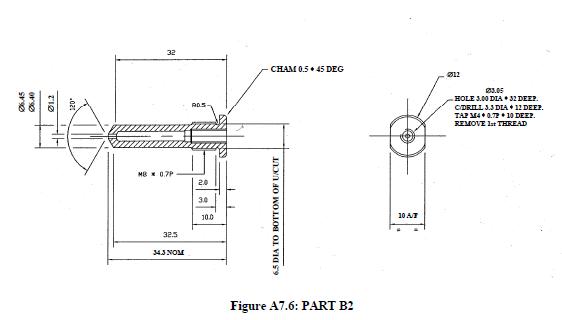 32
CHAM 0.5 * 45 DEG
Ø6.45
Ø6.40
Ø1.2
120°
R0.5
M8 * 0.7P
2.0
3.0
10.0
32.5
34.3 NOM
6.5 DIA TO BOTTOM OF U/CUT
Ø12
Ø3.05
HOLE 3.00 DIA * 32 DEEP.
C/DRILL 3.3 DIA * 12 DEEP.
TAP M4 * 0.7P * 10 DEEP.
REMOVE 1st THREAD
10 A/F
Figure A7.6: PART B2